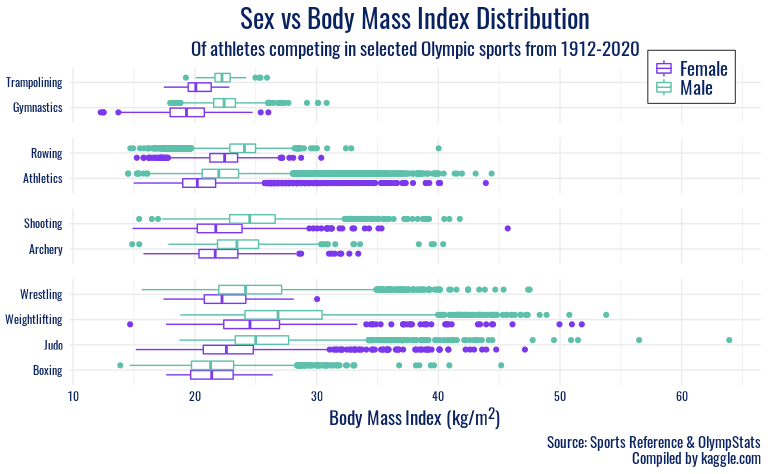 Sex vs Body Mass Index Distribution
Of athletes competing in selected Olympic sports from 1912-2020
Female
Male
Trampolining
Gymnastics
Rowing
Athletics
Shooting
Archery
Wrestling
Weightlifting
Judo
Boxing
10 20 30 40 50 60
Body Mass Index (kg/m²)
Source: Sports Reference & OlympStats
Compiled by kaggle.com